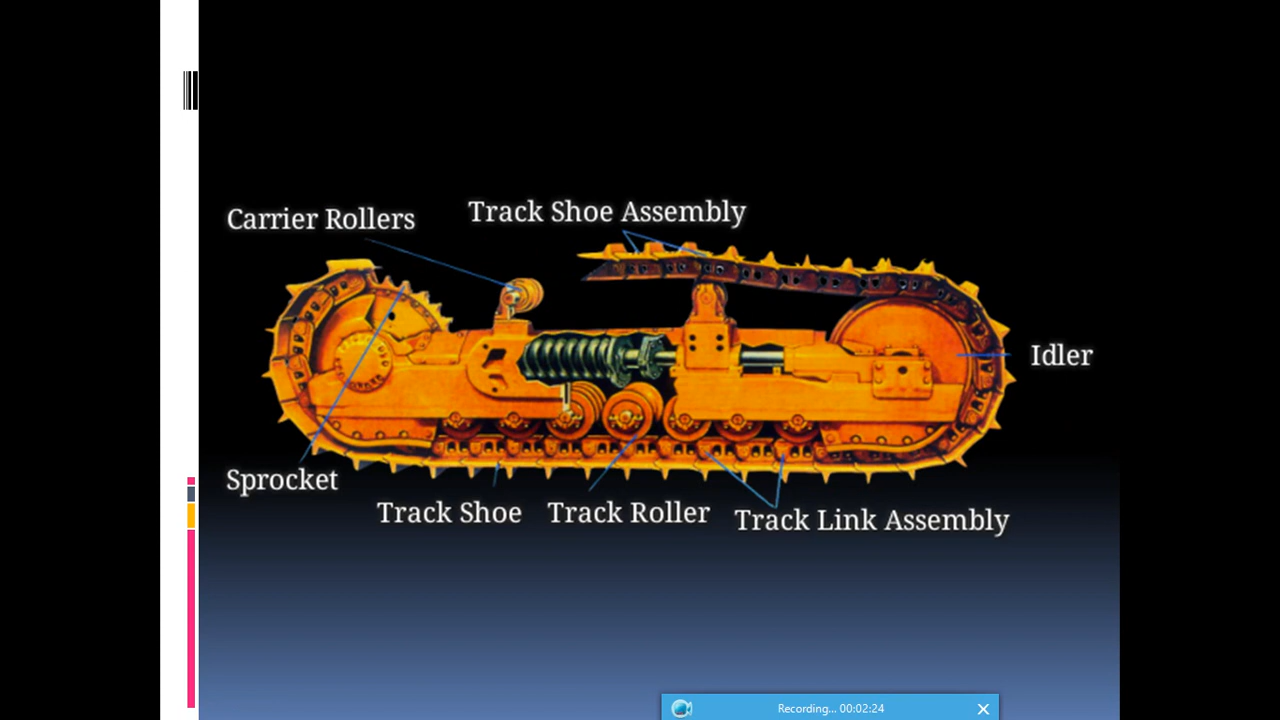 Carrier Rollers
Track Shoe Assembly
Idler
Sprocket
Track Shoe
Track Roller
Track Link Assembly
Recording... 00:02:24